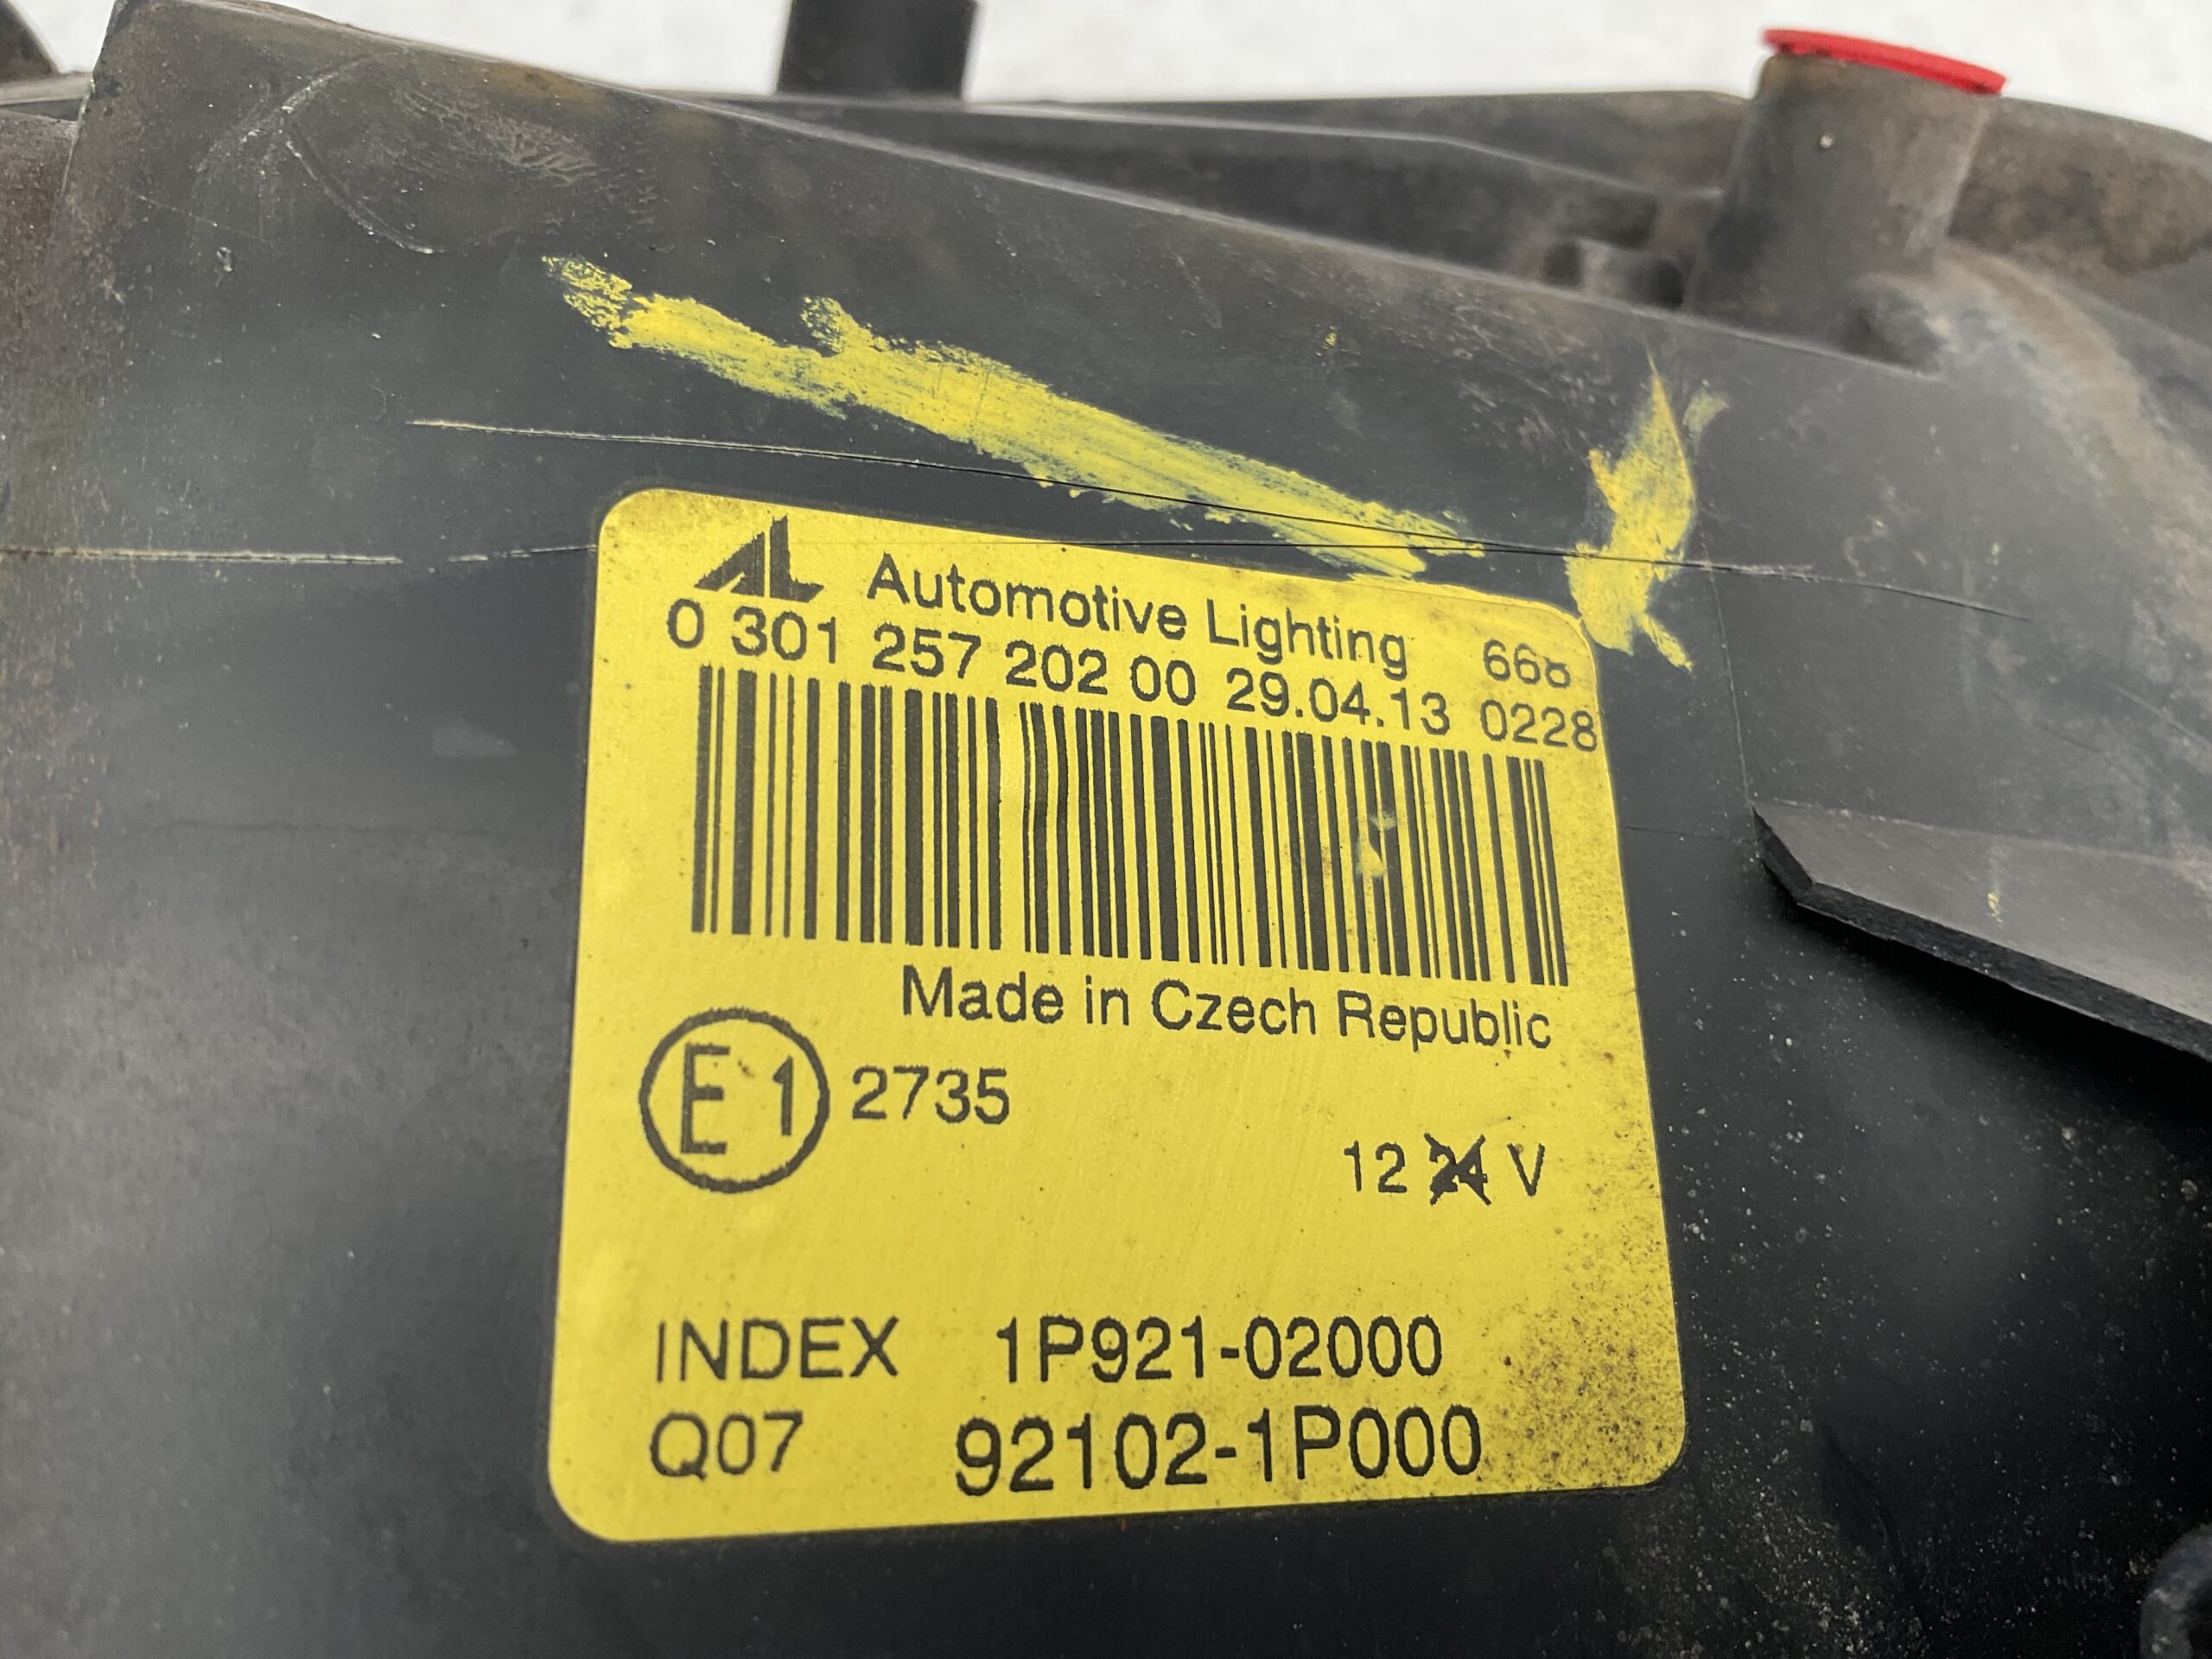 AL Automotive Lighting 668
0 301 257 202 00 29.04.13 0228
Made in Czech Republic
E1 2735
12 24 V
INDEX 1P921-02000
Q07 92102-1P000